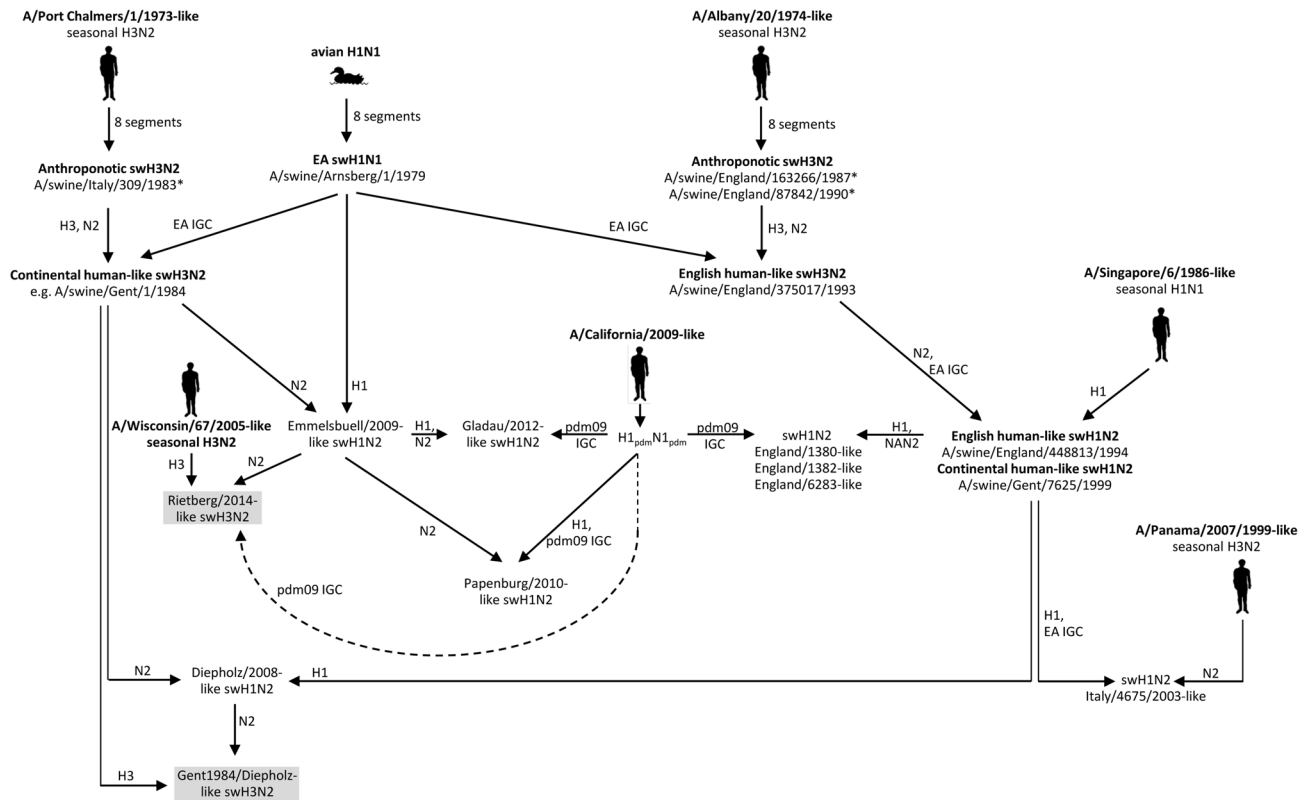 A/Port Chalmers/1/1973-like
seasonal H3N2
avian H1N1
A/Albany/20/1974-like
seasonal H3N2
8 segments
8 segments
8 segments
Anthroponotic swH3N2
A/swine/Italy/309/1983*
EA swH1N1
A/swine/Arnsberg/1/1979
Anthroponotic swH3N2
A/swine/England/163266/1987*
A/swine/England/87842/1990*
H3, N2
EA IGC
EA IGC
H3, N2
Continental human-like swH3N2
e.g. A/swine/Gent/1/1984
English human-like swH3N2
A/swine/England/375017/1993
A/Singapore/6/1986-like
seasonal H1N1
A/California/2009-like
N2,
EA IGC
N2
H1
H1
A/Wisconsin/67/2005-like
seasonal H3N2
Emmelsbuell/2009-
like swH1N2
H1,
N2
Gladau/2012-
like swH1N2
pdm09
IGC
H1pdmN1pdm
pdm09
IGC
swH1N2
England/1380-like
England/1382-like
England/6283-like
H1,
NAN2
English human-like swH1N2
A/swine/England/448813/1994
Continental human-like swH1N2
A/swine/Gent/7625/1999
H3
N2
Rietberg/2014-
like swH3N2
N2
H1,
pdm09 IGC
A/Panama/2007/1999-like
seasonal H3N2
pdm09 IGC
Papenburg/2010-
like swH1N2
H1,
EA IGC
N2
Diepholz/2008-
like swH1N2
H1
swH1N2
Italy/4675/2003-like
N2
N2
H3
Gent1984/Diepholz-
like swH3N2